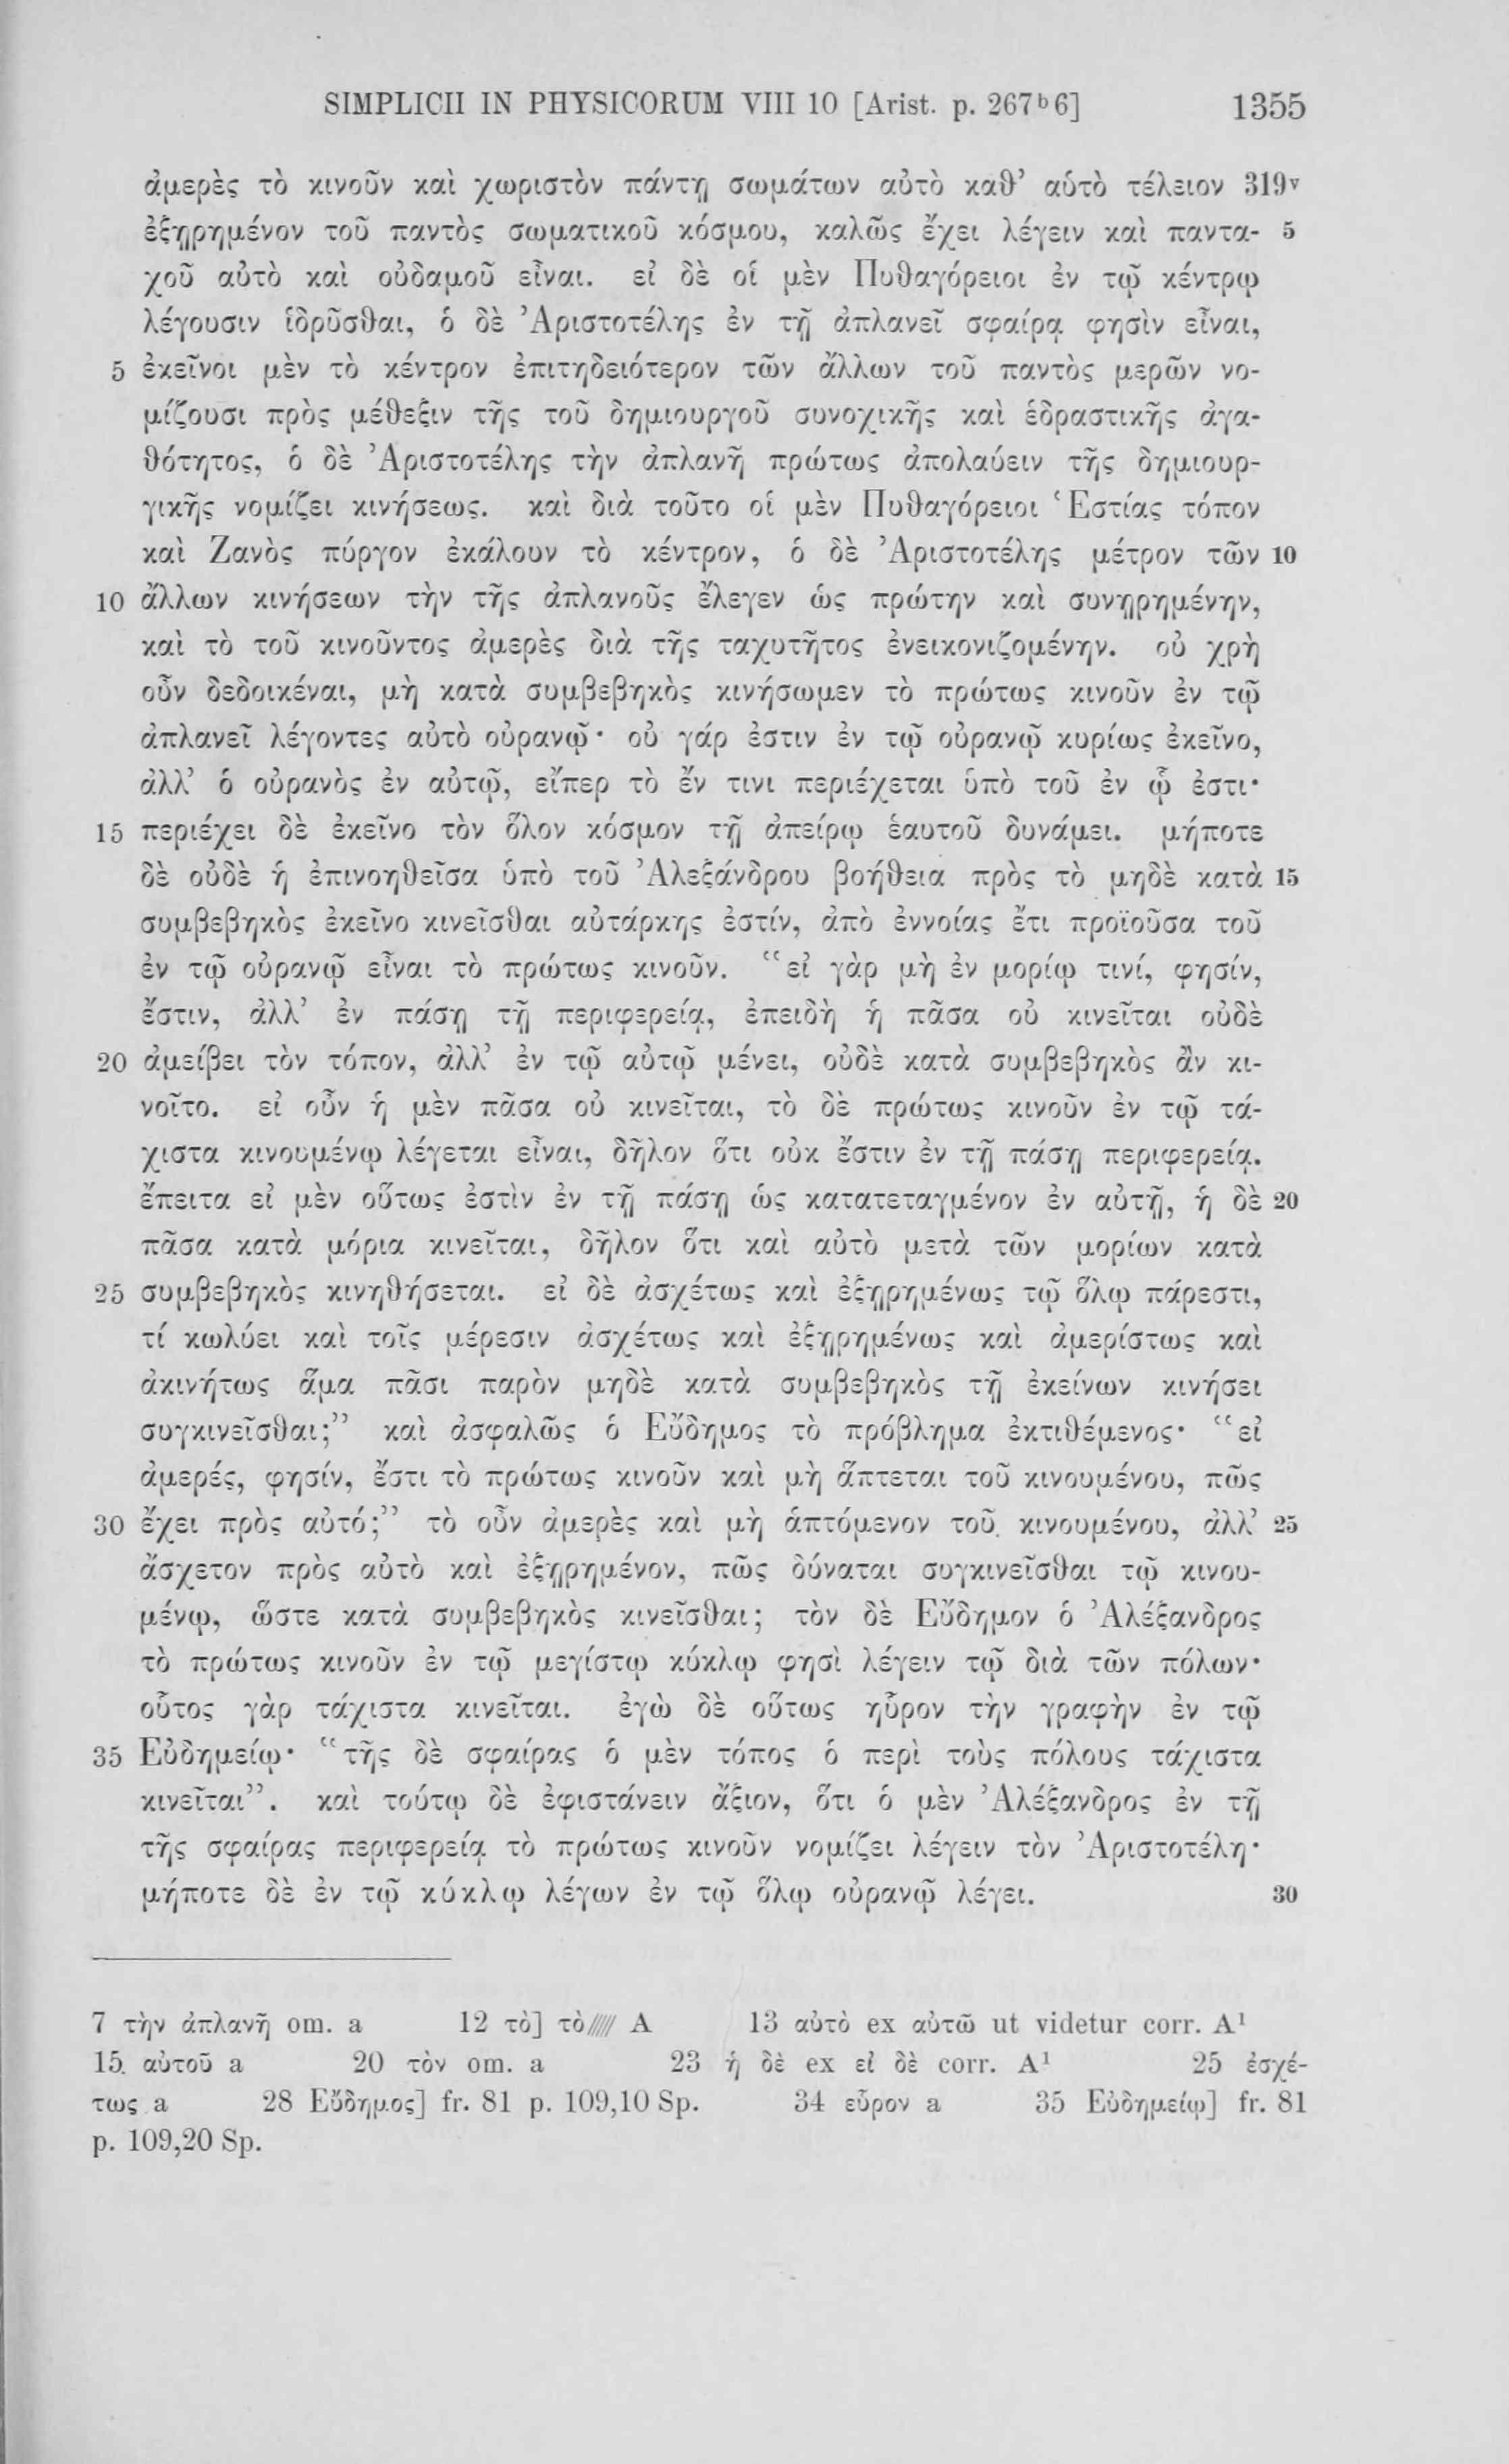 SIMPLICII IN PHYSICORUM VIII 10 [Arist. p. 267ᵇ6] 1355
ἀμερὲς τὸ κινοῦν καὶ χωριστὸν πάντῃ σωμάτων αὐτὸ καθ’ αὑτὸ τέλειον 319ᵛ
ἐξῃρημένον τοῦ παντὸς σωματικοῦ κόσμου, καλῶς ἔχει λέγειν καὶ παντα- 5
χοῦ αὐτὸ καὶ οὐδαμοῦ εἶναι. εἰ δὲ οἱ μὲν Πυθαγόρειοι ἐν τῷ κέντρῳ
λέγουσιν ἱδρῦσθαι, ὁ δὲ Ἀριστοτέλης ἐν τῇ ἀπλανεῖ σφαίρᾳ φησὶν εἶναι,
5 ἐκεῖνοι μὲν τὸ κέντρον ἐπιτηδειότερον τῶν ἄλλων τοῦ παντὸς μερῶν νο-
μίζουσι πρὸς μέθεξιν τῆς τοῦ δημιουργοῦ συνοχικῆς καὶ ἑδραστικῆς ἀγα-
θότητος, ὁ δὲ Ἀριστοτέλης τὴν ἀπλανῆ πρώτως ἀπολαύειν τῆς δημιουρ-
γικῆς νομίζει κινήσεως. καὶ διὰ τοῦτο οἱ μὲν Πυθαγόρειοι Ἑστίας τόπον
καὶ Ζανὸς πύργον ἐκάλουν τὸ κέντρον, ὁ δὲ Ἀριστοτέλης μέτρον τῶν 10
10 ἄλλων κινήσεων τὴν τῆς ἀπλανοῦς ἔλεγεν ὡς πρώτην καὶ συνῃρημένην,
καὶ τὸ τοῦ κινοῦντος ἀμερὲς διὰ τῆς ταχυτῆτος ἐνεικονιζομένην. οὐ χρὴ
οὖν δεδοικέναι, μὴ κατὰ συμβεβηκὸς κινήσωμεν τὸ πρώτως κινοῦν ἐν τῷ
ἀπλανεῖ λέγοντες αὐτὸ οὐρανῷ· οὐ γάρ ἐστιν ἐν τῷ οὐρανῷ κυρίως ἐκεῖνο,
ἀλλ’ ὁ οὐρανὸς ἐν αὐτῷ, εἴπερ τὸ ἔν τινι περιέχεται ὑπὸ τοῦ ἐν ᾧ ἐστι·
15 περιέχει δὲ ἐκεῖνο τὸν ὅλον κόσμον τῇ ἀπείρῳ ἑαυτοῦ δυνάμει. μήποτε
δὲ οὐδὲ ἡ ἐπινοηθεῖσα ὑπὸ τοῦ Ἀλεξάνδρου βοήθεια πρὸς τὸ μηδὲ κατὰ 15
συμβεβηκὸς ἐκεῖνο κινεῖσθαι αὐτάρκης ἐστίν, ἀπὸ ἐννοίας ἔτι προϊοῦσα τοῦ
ἐν τῷ οὐρανῷ εἶναι τὸ πρώτως κινοῦν. “εἰ γὰρ μὴ ἐν μορίῳ τινί, φησίν,
ἔστιν, ἀλλ’ ἐν πάσῃ τῇ περιφερείᾳ, ἐπειδὴ ἡ πᾶσα οὐ κινεῖται οὐδὲ
20 ἀμείβει τὸν τόπον, ἀλλ’ ἐν τῷ αὐτῷ μένει, οὐδὲ κατὰ συμβεβηκὸς ἂν κι-
νοῖτο. εἰ οὖν ἡ μὲν πᾶσα οὐ κινεῖται, τὸ δὲ πρώτως κινοῦν ἐν τῷ τά-
χιστα κινουμένῳ λέγεται εἶναι, δῆλον ὅτι οὐκ ἔστιν ἐν τῇ πάσῃ περιφερείᾳ.
ἔπειτα εἰ μὲν οὕτως ἐστὶν ἐν τῇ πάσῃ ὡς κατατεταγμένον ἐν αὐτῇ, ἡ δὲ 20
πᾶσα κατὰ μόρια κινεῖται, δῆλον ὅτι καὶ αὐτὸ μετὰ τῶν μορίων κατὰ
25 συμβεβηκὸς κινηθήσεται. εἰ δὲ ἀσχέτως καὶ ἐξῃρημένως τῷ ὅλῳ πάρεστι,
τί κωλύει καὶ τοῖς μέρεσιν ἀσχέτως καὶ ἐξῃρημένως καὶ ἀμερίστως καὶ
ἀκινήτως ἅμα πᾶσι παρὸν μηδὲ κατὰ συμβεβηκὸς τῇ ἐκείνων κινήσει
συγκινεῖσθαι;” καὶ ἀσφαλῶς ὁ Εὔδημος τὸ πρόβλημα ἐκτιθέμενος· “εἰ
ἀμερές, φησίν, ἔστι τὸ πρώτως κινοῦν καὶ μὴ ἅπτεται τοῦ κινουμένου, πῶς
30 ἔχει πρὸς αὐτό;” τὸ οὖν ἀμερὲς καὶ μὴ ἁπτόμενον τοῦ κινουμένου, ἀλλ’ 25
ἄσχετον πρὸς αὐτὸ καὶ ἐξῃρημένον, πῶς δύναται συγκινεῖσθαι τῷ κινου-
μένῳ, ὥστε κατὰ συμβεβηκὸς κινεῖσθαι; τὸν δὲ Εὔδημον ὁ Ἀλέξανδρος
τὸ πρώτως κινοῦν ἐν τῷ μεγίστῳ κύκλῳ φησὶ λέγειν τῷ διὰ τῶν πόλων·
οὗτος γὰρ τάχιστα κινεῖται. ἐγὼ δὲ οὕτως ηὗρον τὴν γραφὴν ἐν τῷ
35 Εὐδημείῳ· “τῆς δὲ σφαίρας ὁ μὲν τόπος ὁ περὶ τοὺς πόλους τάχιστα
κινεῖται”. καὶ τούτῳ δὲ ἐφιστάνειν ἄξιον, ὅτι ὁ μὲν Ἀλέξανδρος ἐν τῇ
τῆς σφαίρας περιφερείᾳ τὸ πρώτως κινοῦν νομίζει λέγειν τὸν Ἀριστοτέλη·
μήποτε δὲ ἐν τῷ κύκλῳ λέγων ἐν τῷ ὅλῳ οὐρανῷ λέγει. 30
7 τὴν ἀπλανῆ om. a 12 τὸ] τὸ///// A 13 αὐτὸ ex αὐτῶ ut videtur corr. A¹
15. αὐτοῦ a 20 τὸν om. a 23 ἡ δὲ ex εἰ δὲ corr. A¹ 25 ἐσχέ-
τως a 28 Εὔδημος] fr. 81 p. 109,10 Sp. 34 εὗρον a 35 Εὐδημείῳ] fr. 81
p. 109,20 Sp.